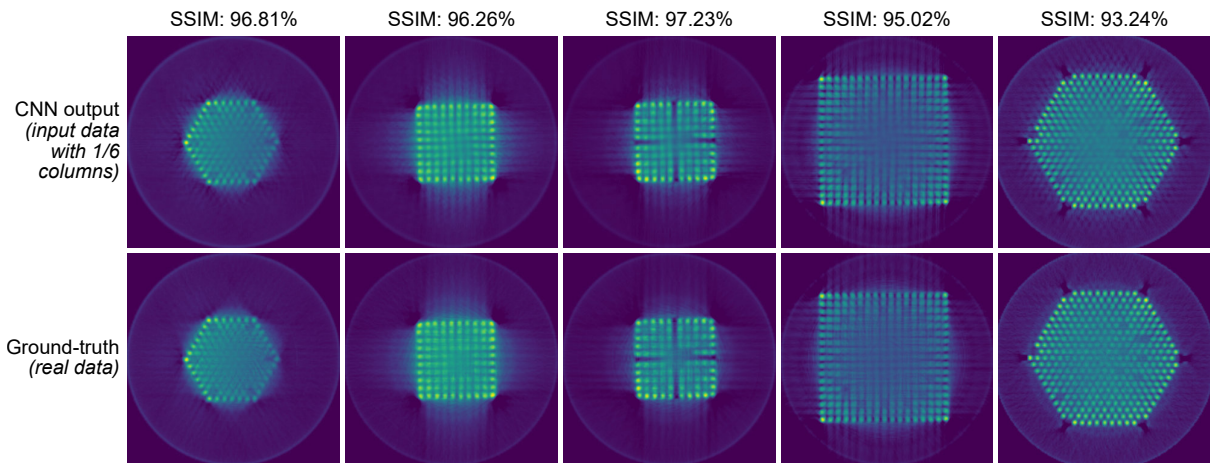 SSIM: 96.81%
SSIM: 96.26%
SSIM: 97.23%
SSIM: 95.02%
SSIM: 93.24%
CNN output
(input data
with 1/6
columns)
Ground-truth
(real data)